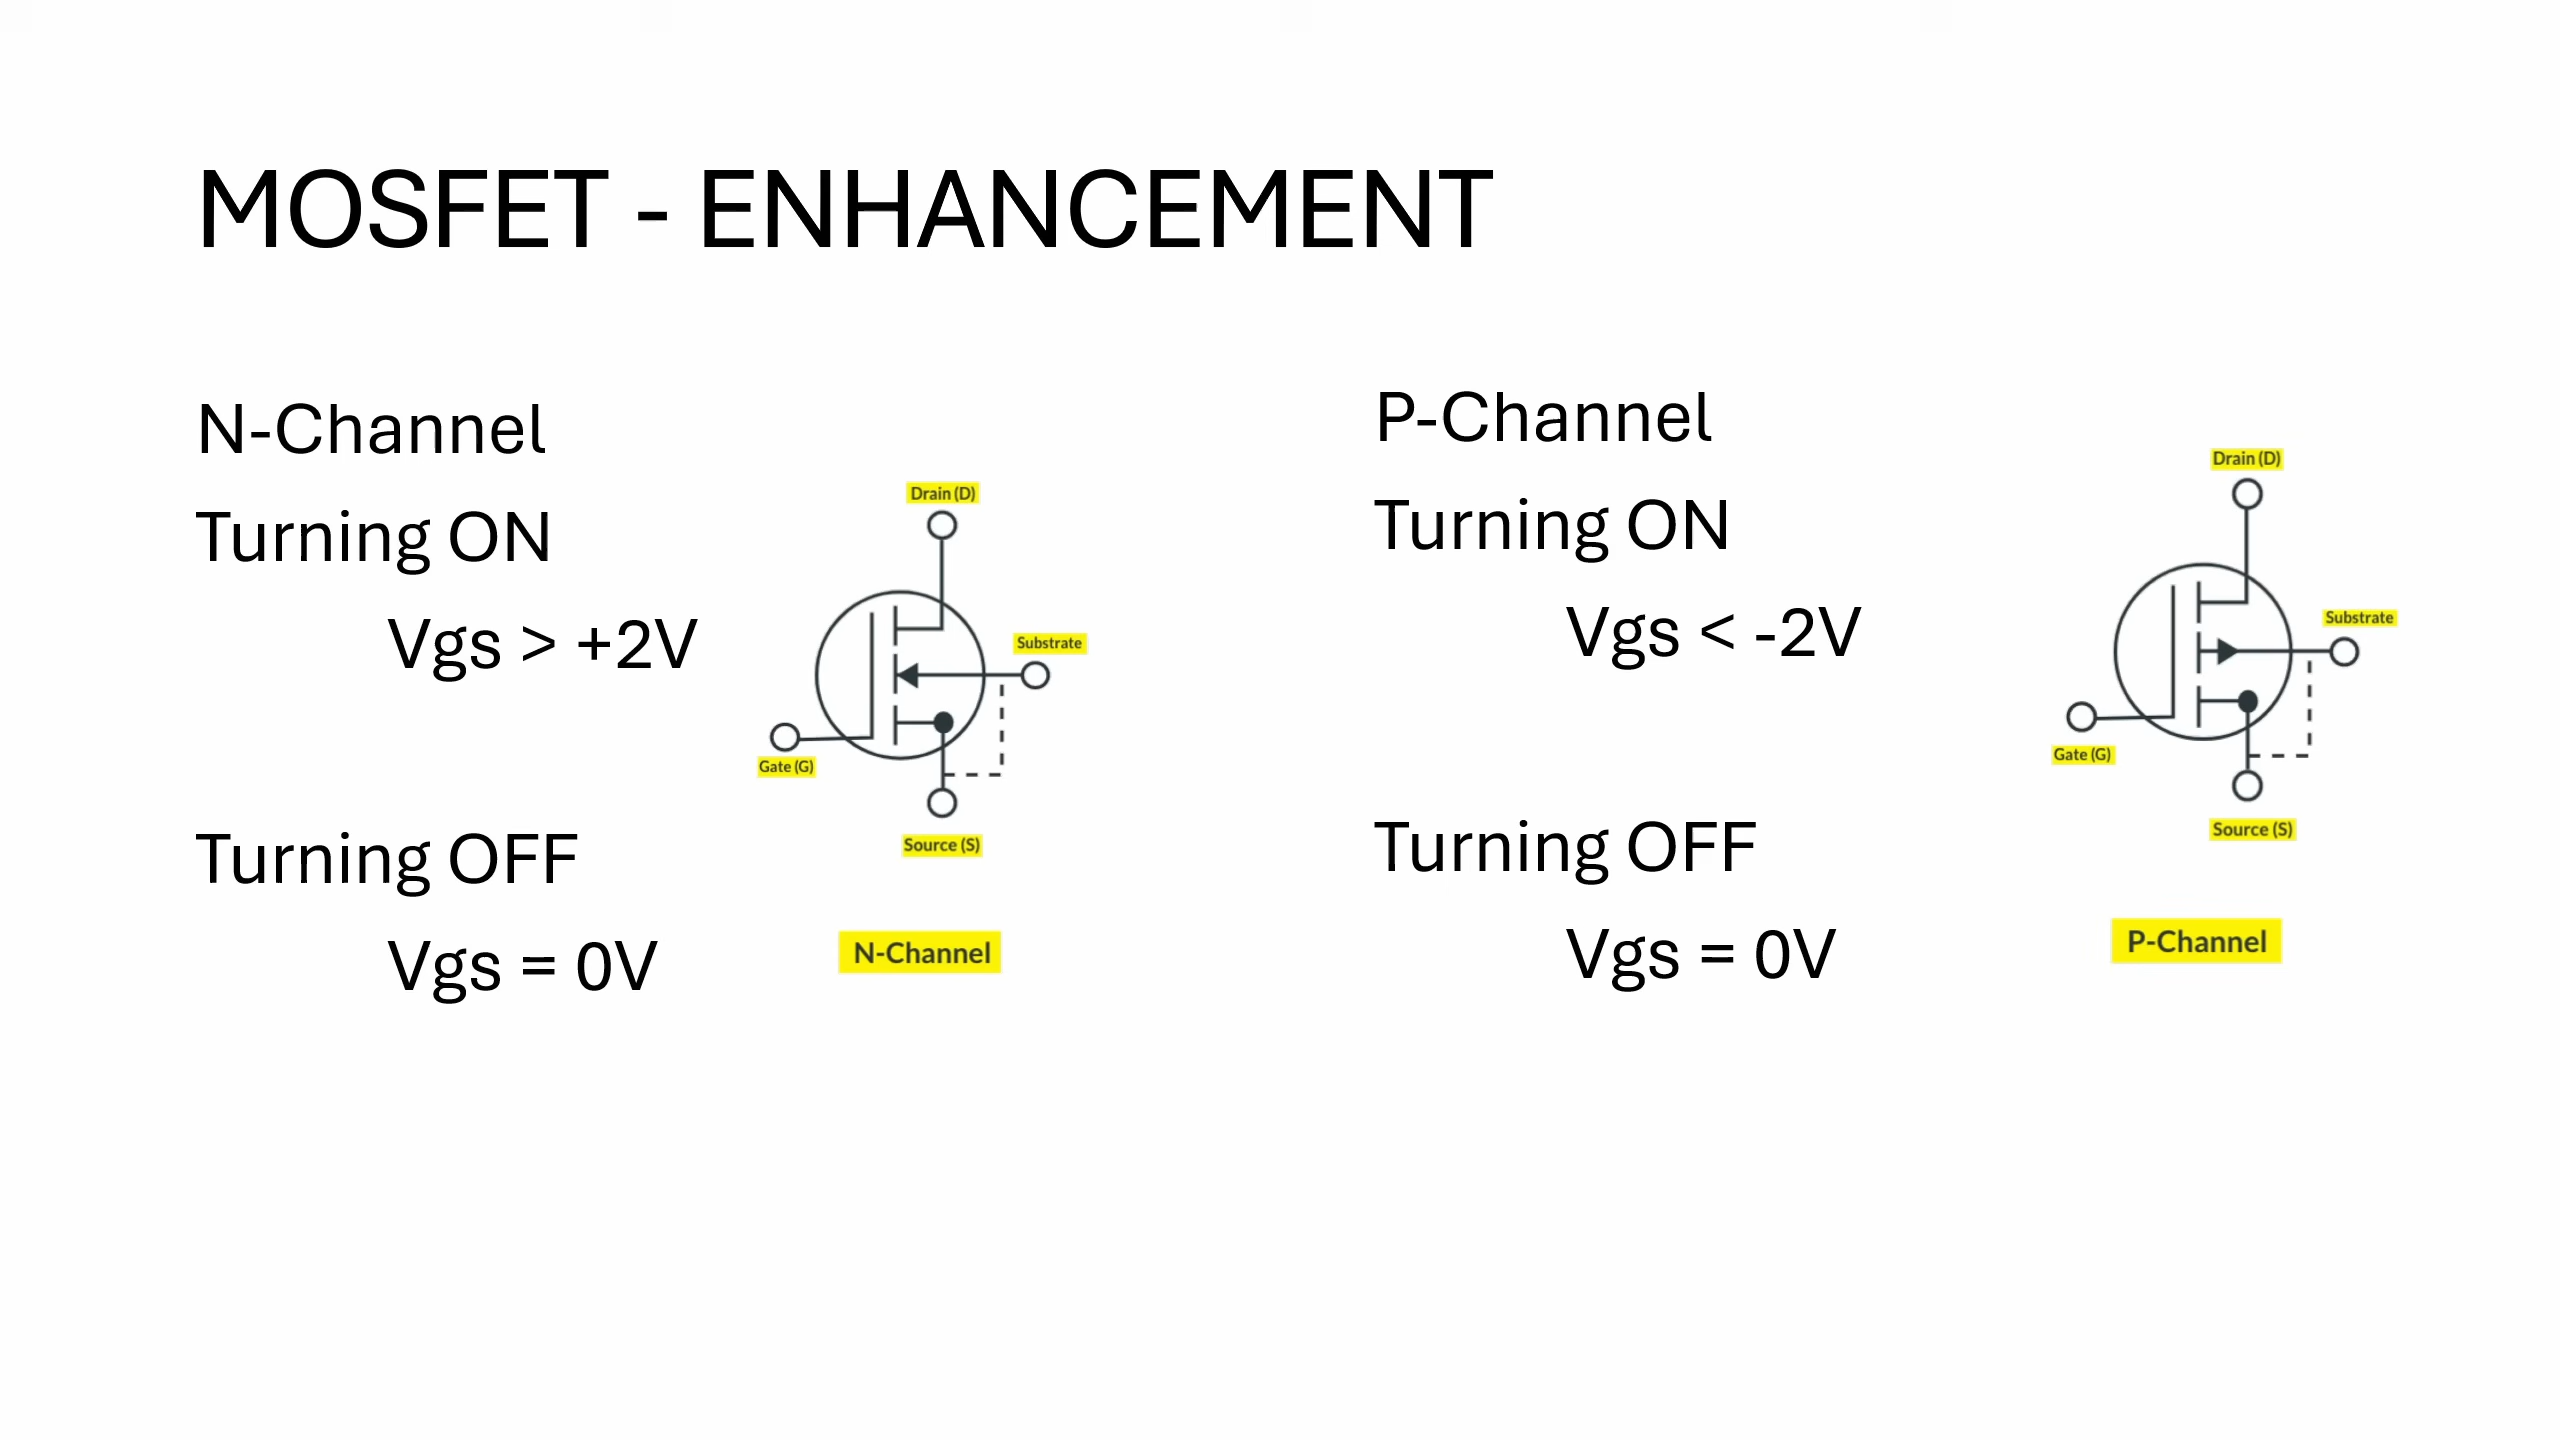 MOSFET - ENHANCEMENT
N-Channel
Turning ON
Vgs > +2V
Turning OFF
Vgs = 0V
Drain (D)
Substrate
Gate (G)
Source (S)
N-Channel
P-Channel
Turning ON
Vgs < -2V
Turning OFF
Vgs = 0V
Drain (D)
Substrate
Gate (G)
Source (S)
P-Channel